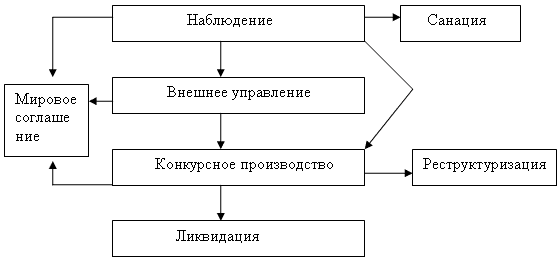 Наблюдение
Санация
Внешнее управление
Мировое
соглаше
ние
Конкурсное производство
Реструктуризация
Ликвидация